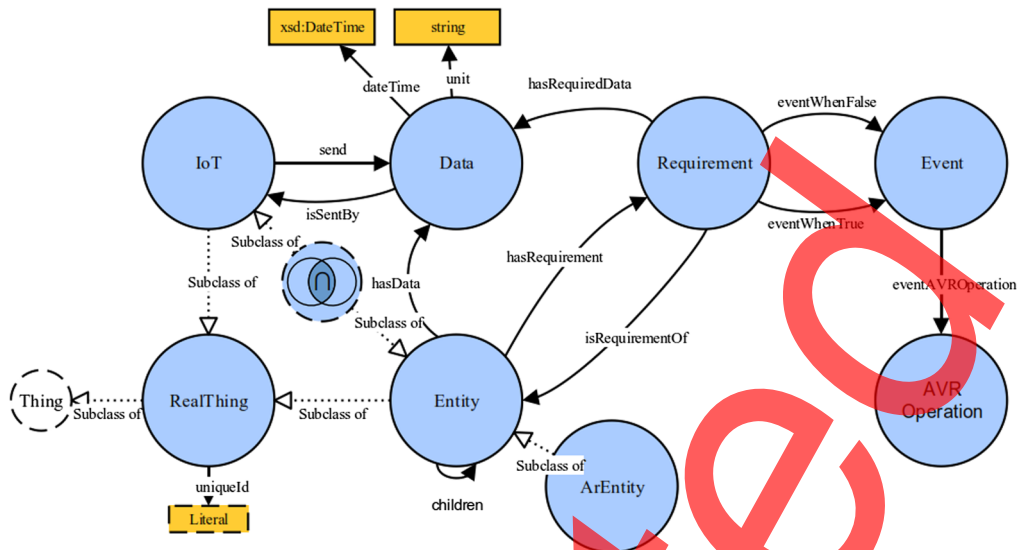 xsd:DateTime
string
dateTime
unit
hasRequiredData
eventWhenFalse
IoT
send
Data
Requirement
Event
isSentBy
eventWhenTrue
Subclass of
Subclass of
hasData
hasRequirement
eventAVROperation
Subclass of
isRequirementOf
Thing
Subclass of
RealThing
Subclass of
Entity
AVR
Operation
Subclass of
ArEntity
uniqueId
children
Literal